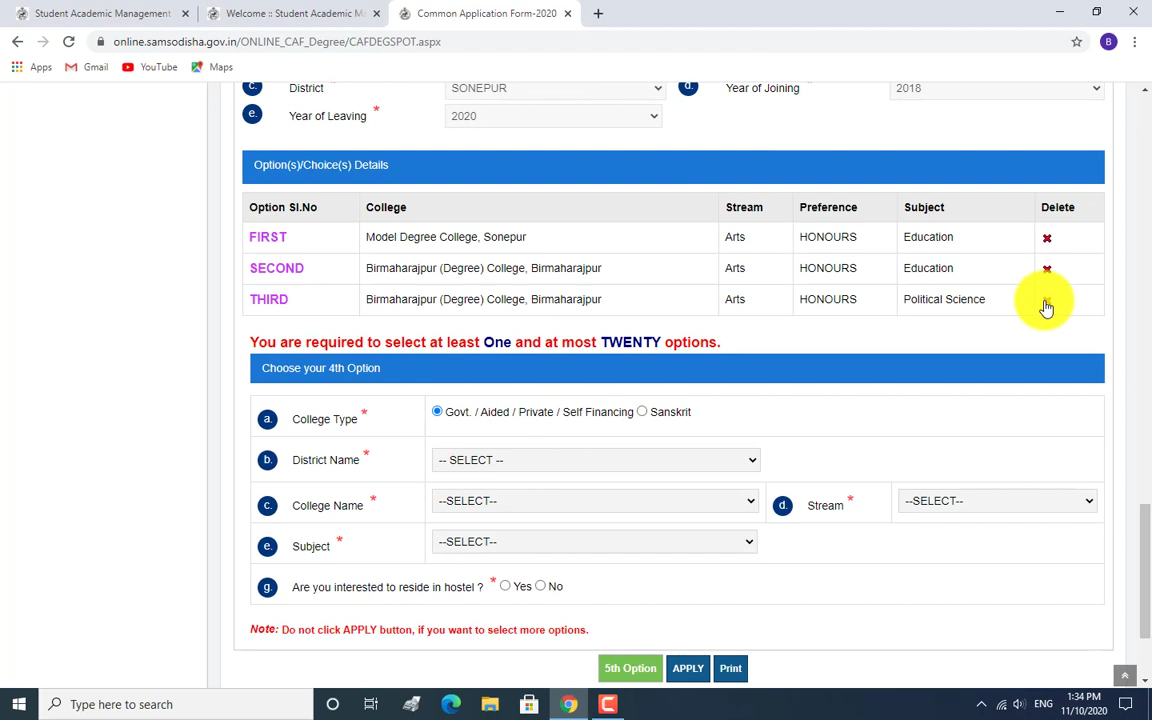 Student Academic Management
Welcome :: Student Academic M
Common Application Form-2020
online.samsodisha.gov.in/ONLINE_CAF_Degree/CAFDEGSPOT.aspx
B
Apps Gmail YouTube Maps
c. District SONEPUR d. Year of Joining 2018
e. Year of Leaving * 2020
Option(s)/Choice(s) Details
Option Sl.No College Stream Preference Subject Delete
FIRST Model Degree College, Sonepur Arts HONOURS Education
SECOND Birmaharajpur (Degree) College, Birmaharajpur Arts HONOURS Education
THIRD Birmaharajpur (Degree) College, Birmaharajpur Arts HONOURS Political Science
You are required to select at least One and at most TWENTY options.
Choose your 4th Option
a. College Type * Govt. / Aided / Private / Self Financing Sanskrit
b. District Name * -- SELECT --
c. College Name * --SELECT-- d. Stream * --SELECT--
e. Subject * --SELECT--
g. Are you interested to reside in hostel ? * Yes No
Note: Do not click APPLY button, if you want to select more options.
5th Option APPLY Print
Type here to search
ENG
1:34 PM
11/10/2020